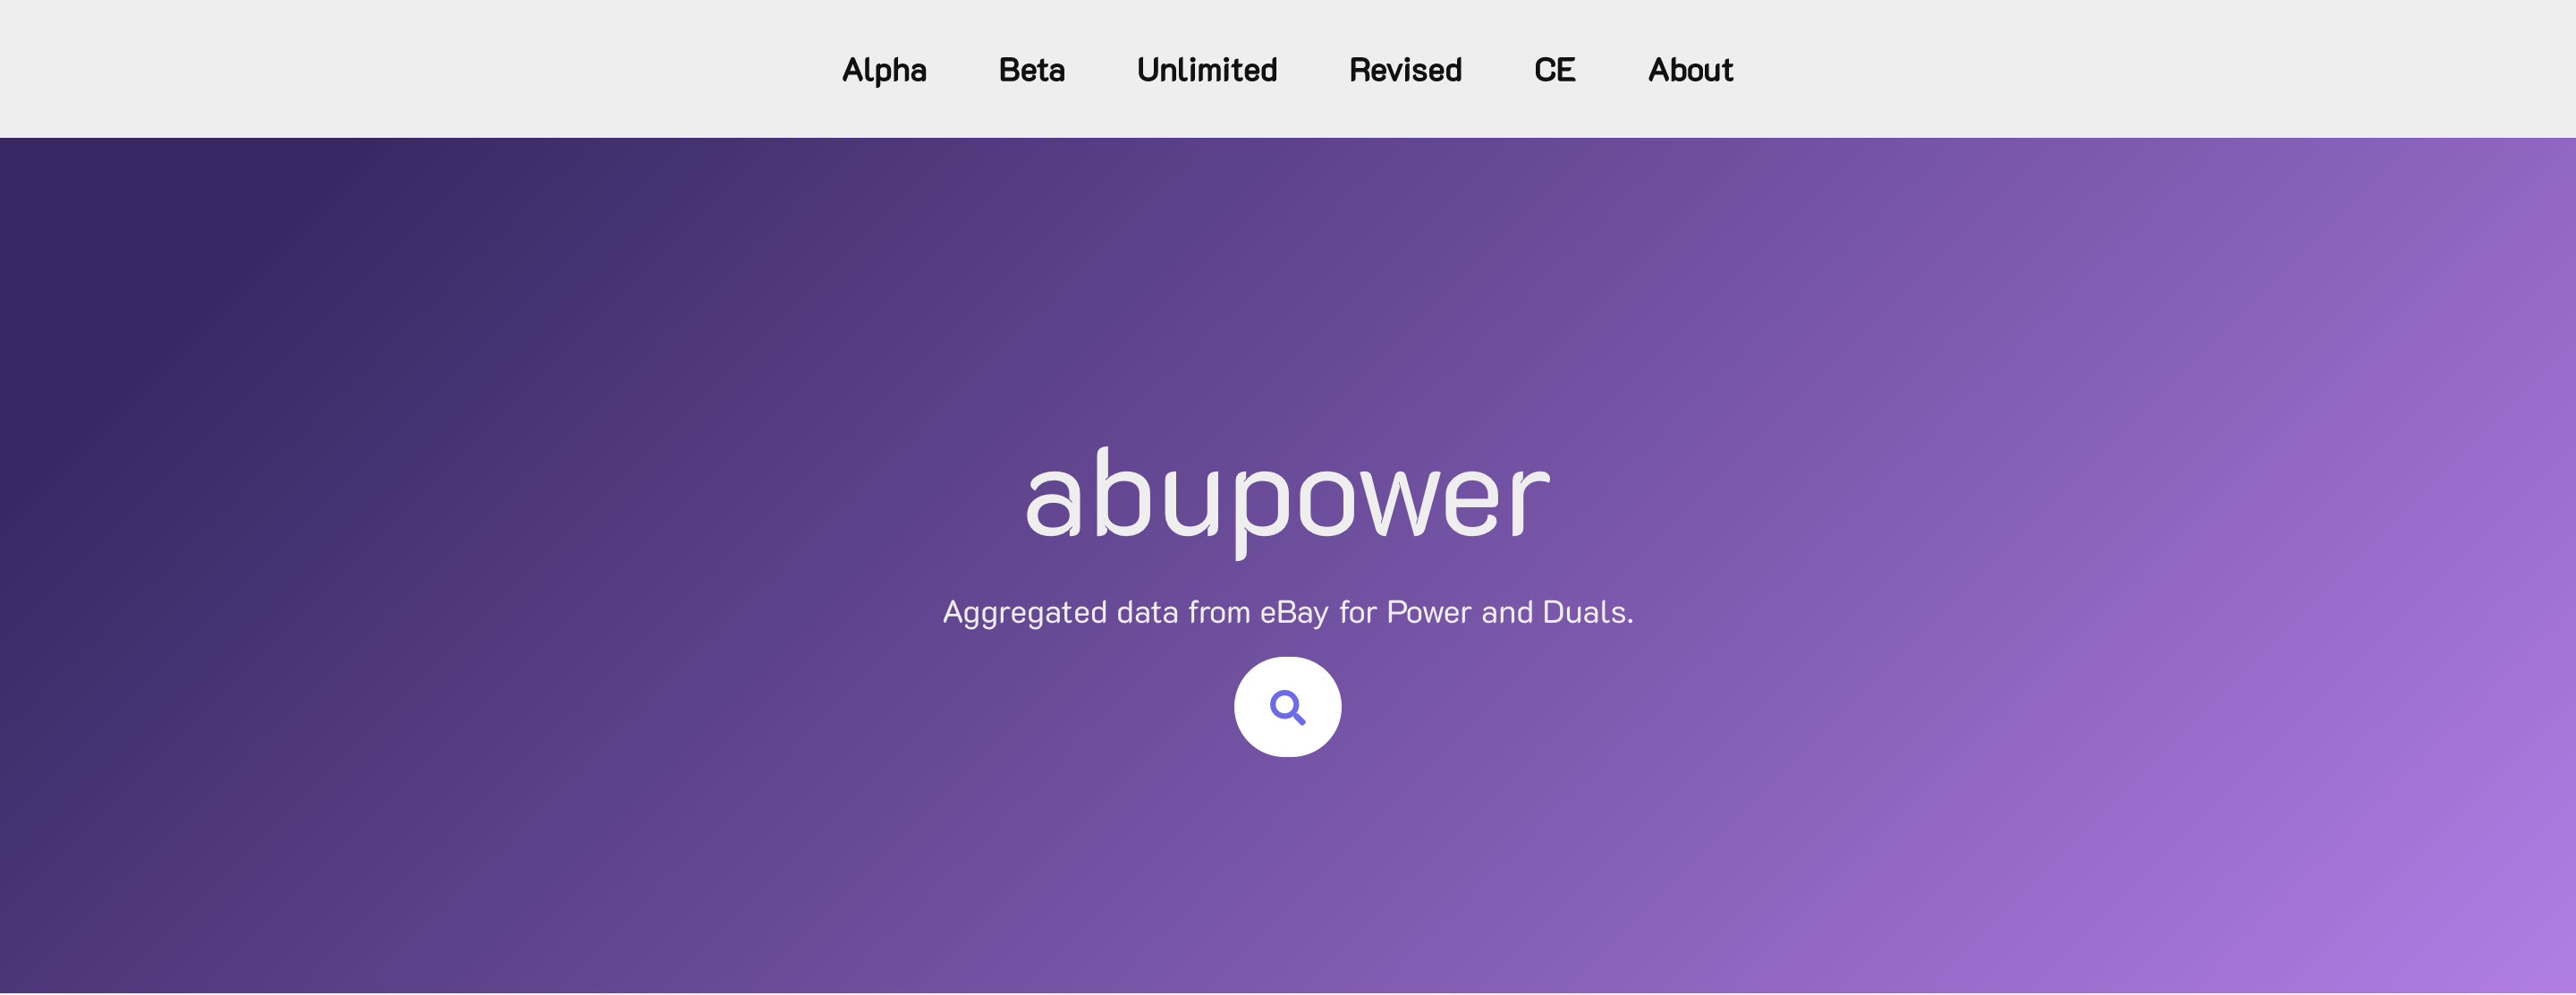 Alpha Beta Unlimited Revised CE About
abupower
Aggregated data from eBay for Power and Duals.